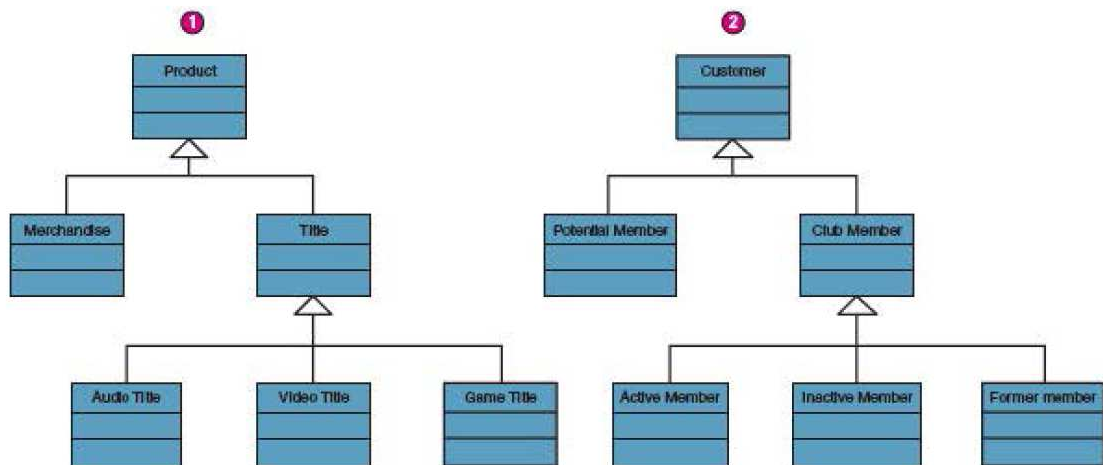 1
Product
Merchandise
Title
Audio Title
Video Title
Game Title
2
Customer
Potential Member
Club Member
Active Member
Inactive Member
Former member